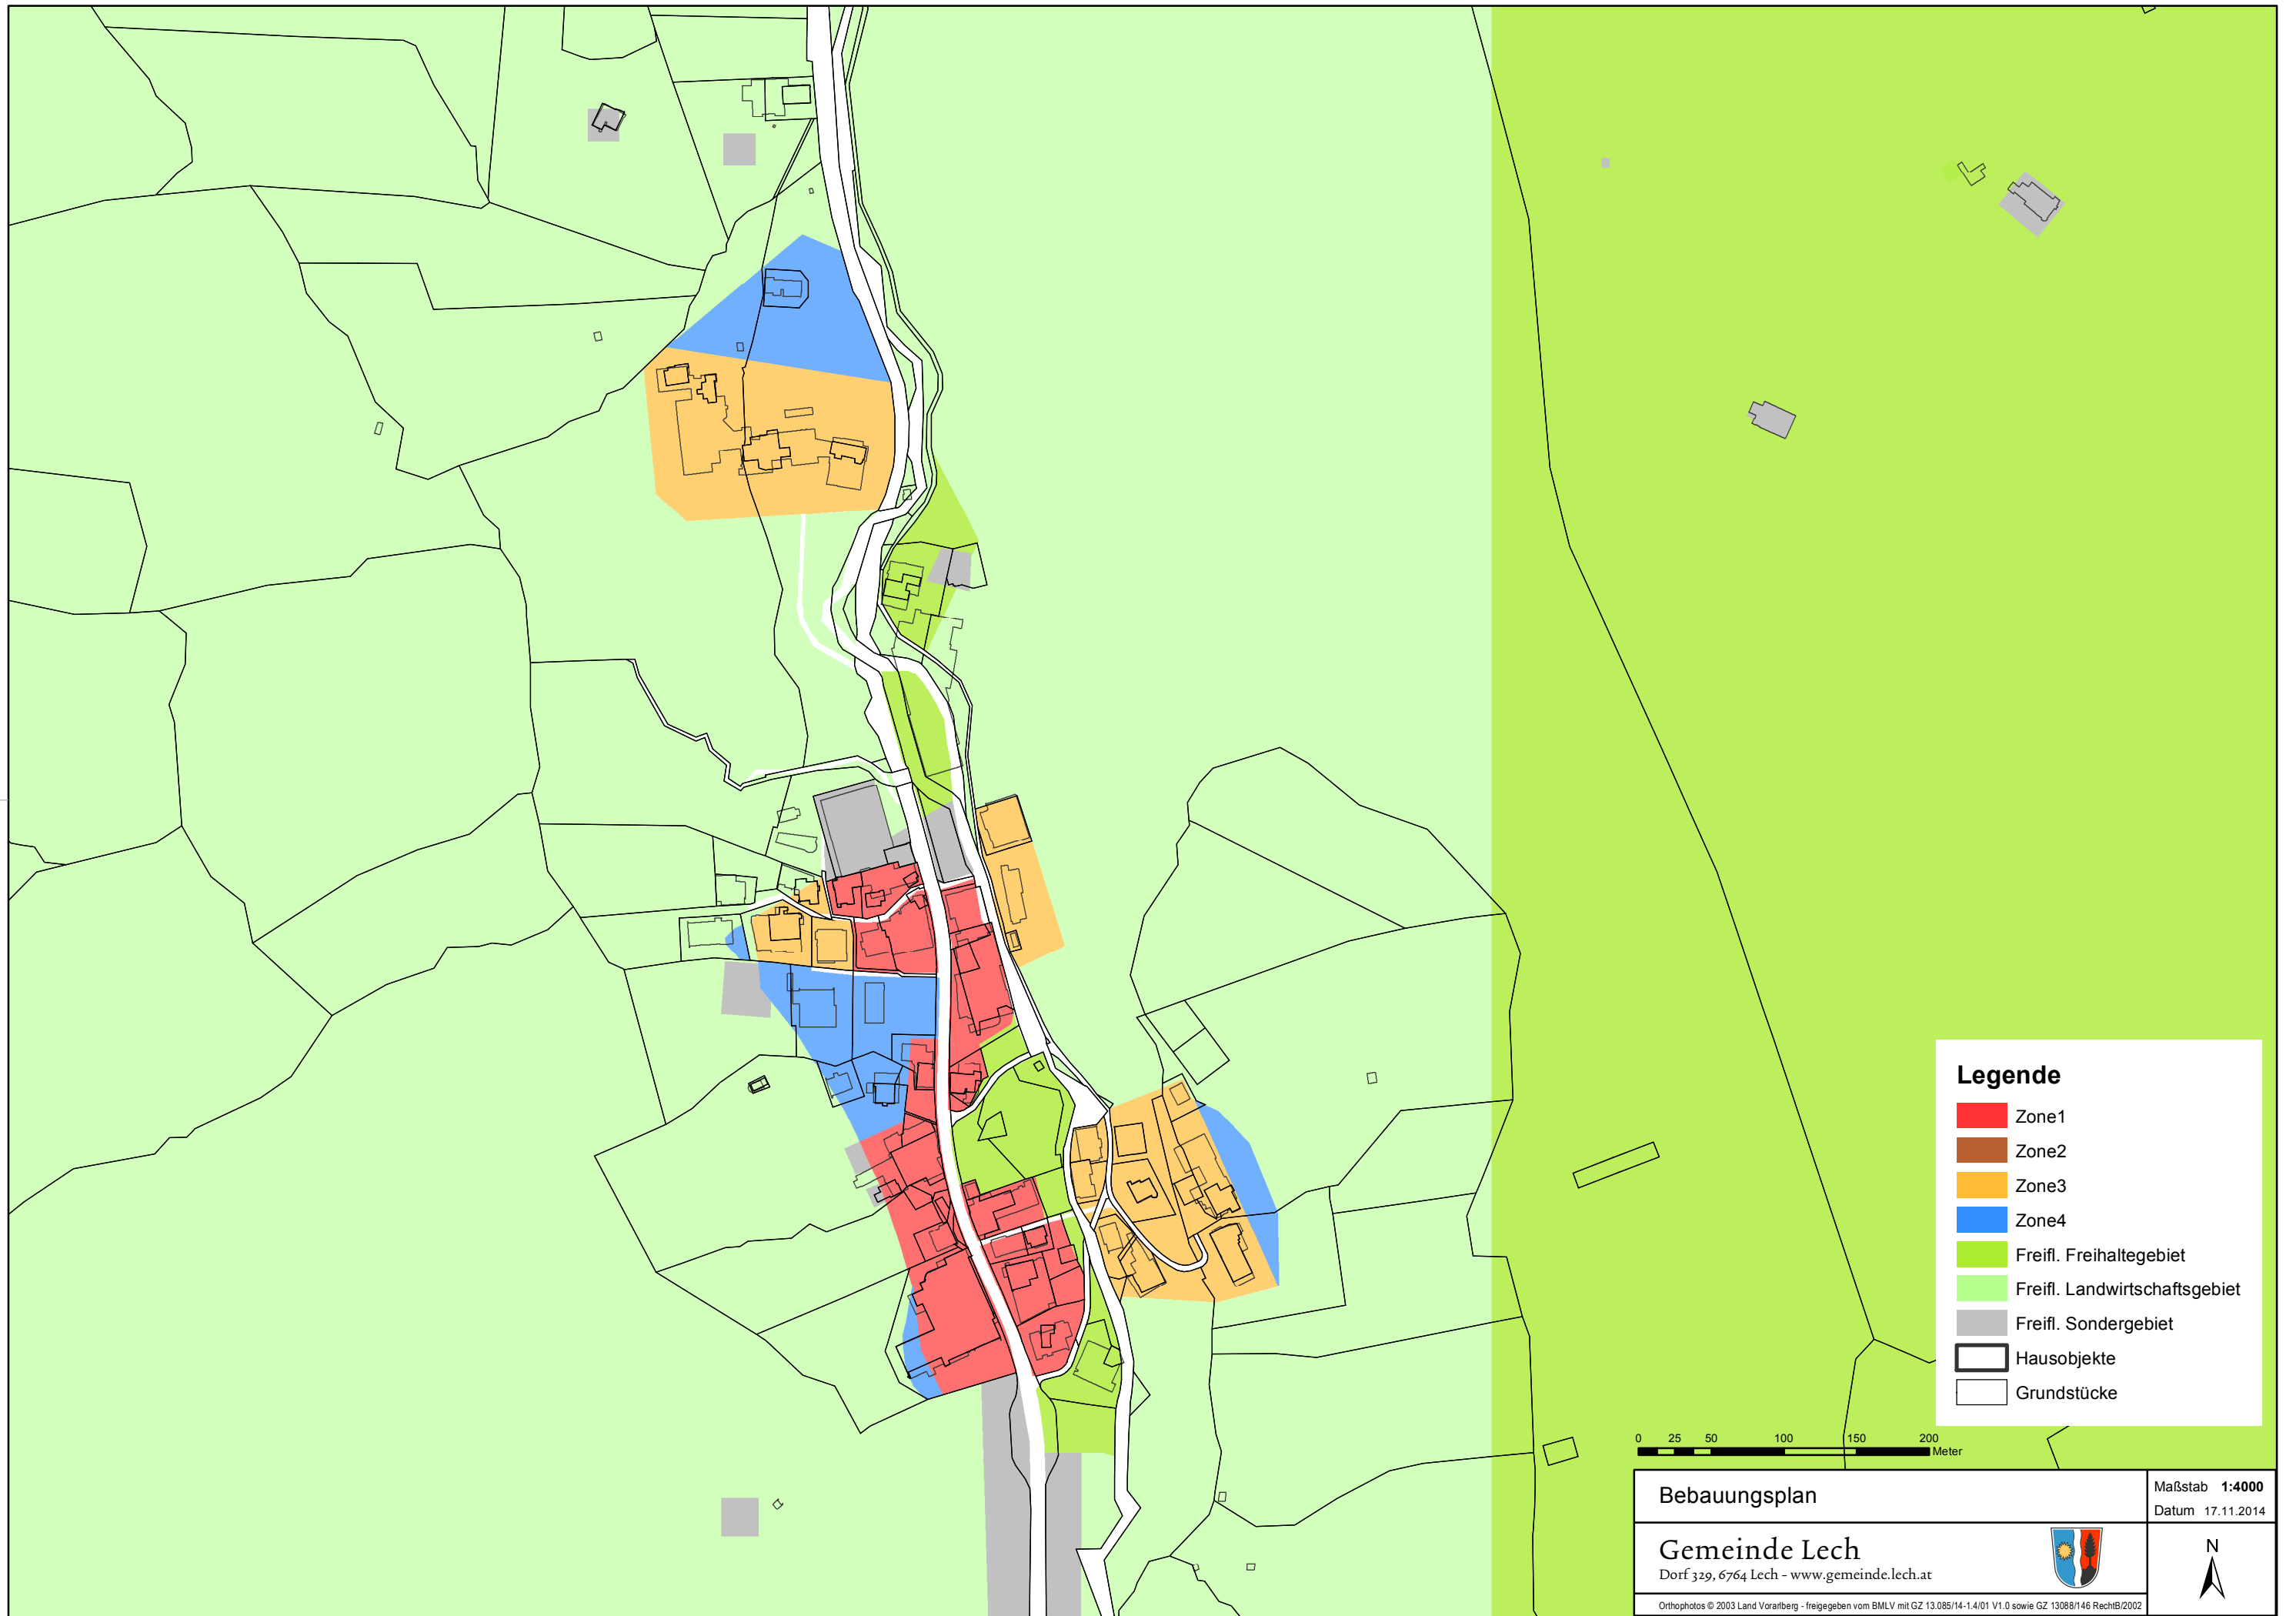 Legende
Zone1
Zone2
Zone3
Zone4
Freifl. Freihaltegebiet
Freifl. Landwirtschaftsgebiet
Freifl. Sondergebiet
Hausobjekte
Grundstücke
0 25 50 100 150 200
Meter
Bebauungsplan
Maßstab 1:4000
Datum 17.11.2014
Gemeinde Lech
Dorf 329, 6764 Lech - www.gemeinde.lech.at
N
Orthophotos © 2003 Land Vorarlberg - freigegeben vom BMLV mit GZ 13.085/14-1.4/01 V1.0 sowie GZ 13088/146 RechtB/2002